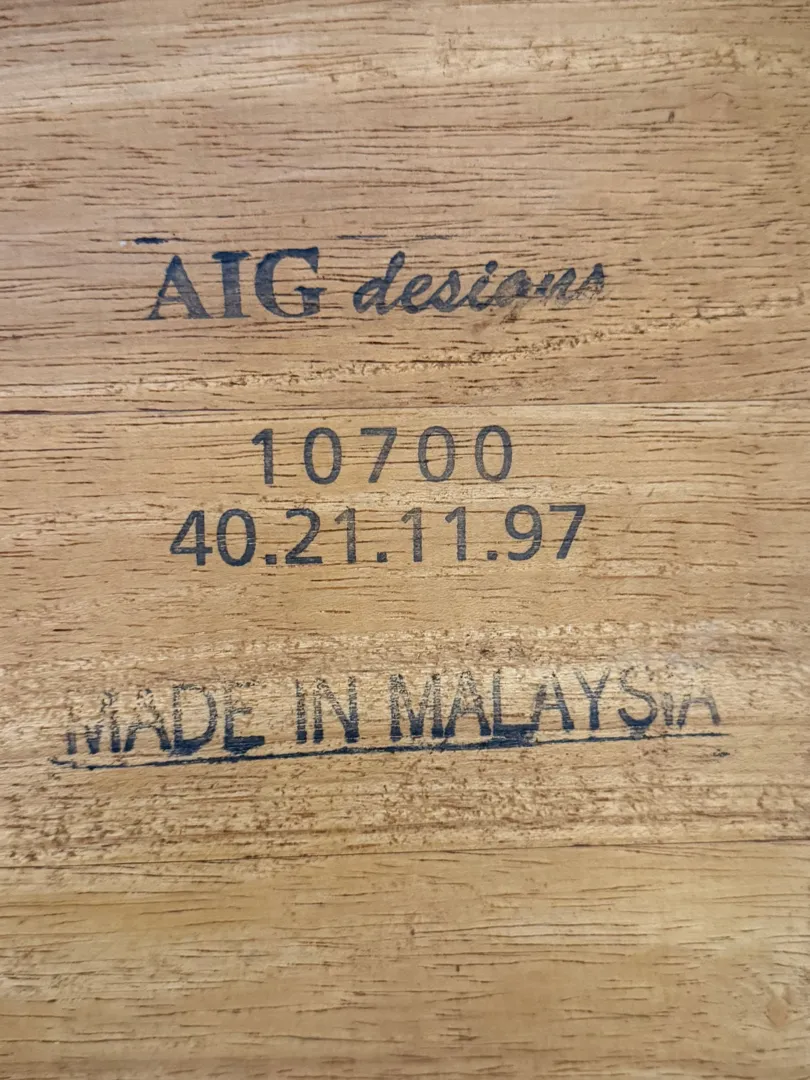 AIG designs
10700
40.21.11.97
MADE IN MALAYSIA